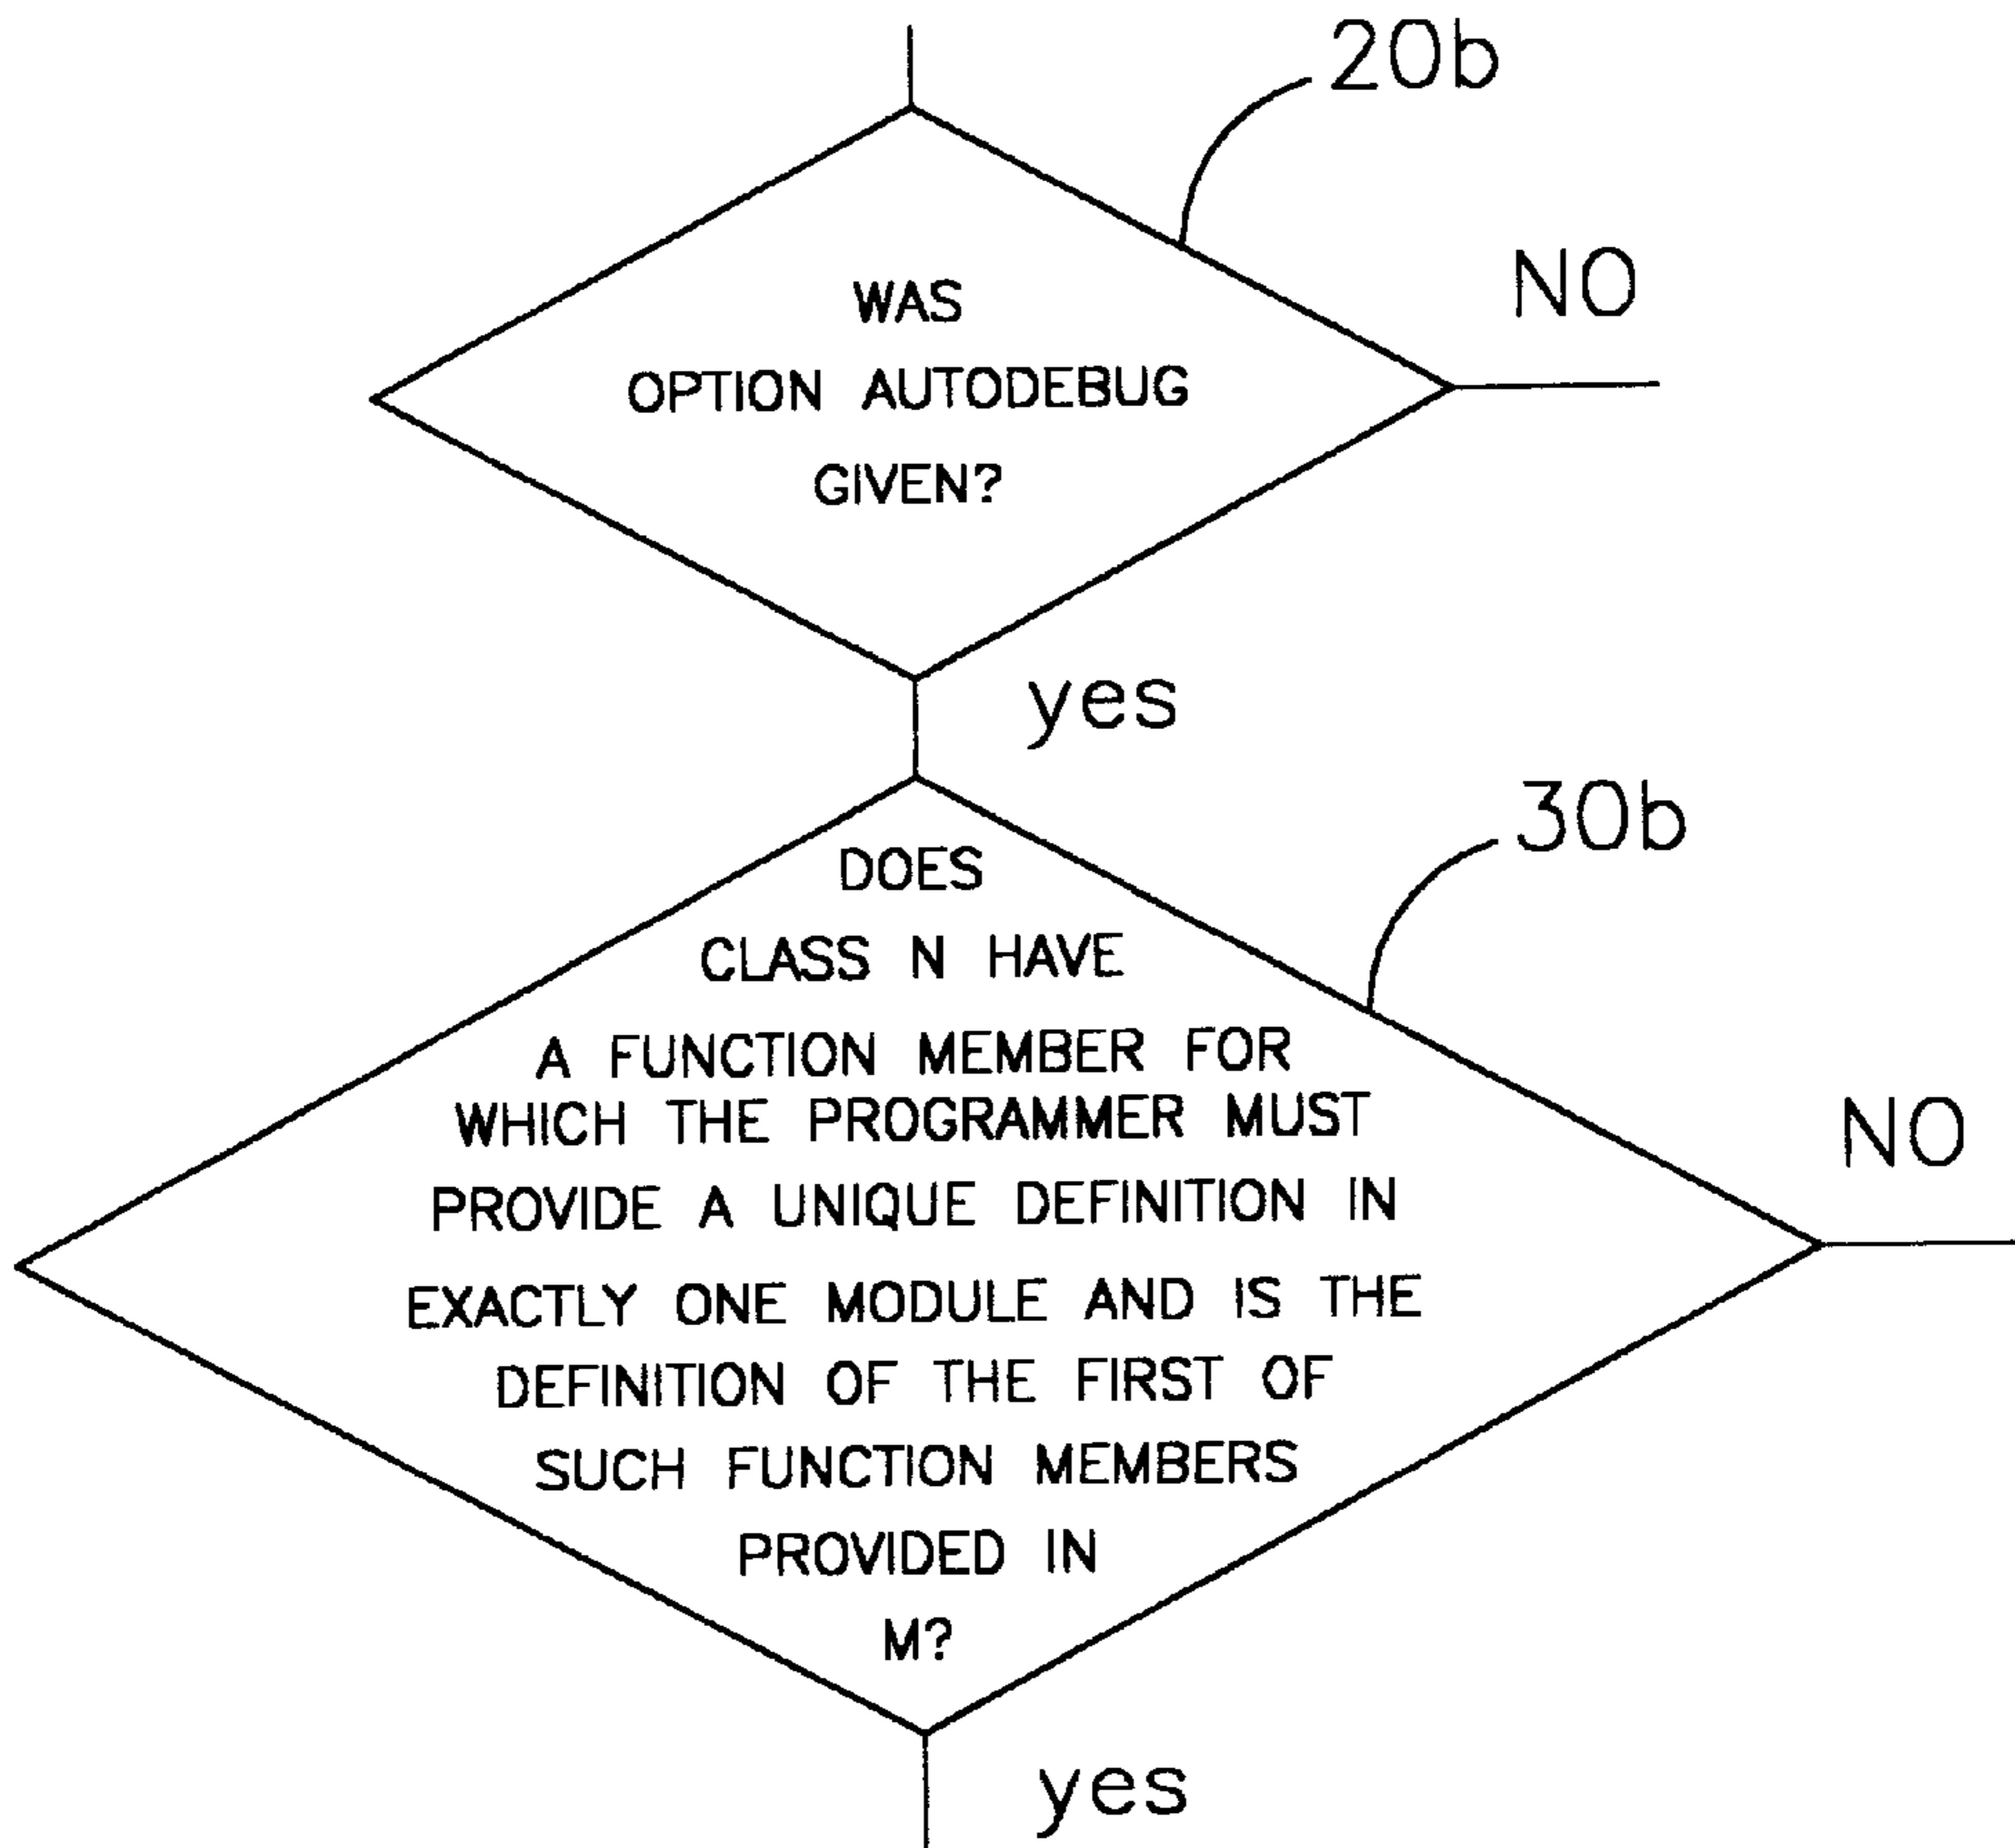 20b
WAS
OPTION AUTODEBUG
GIVEN?
NO
yes
30b
DOES
CLASS N HAVE
A FUNCTION MEMBER FOR
WHICH THE PROGRAMMER MUST
PROVIDE A UNIQUE DEFINITION IN
EXACTLY ONE MODULE AND IS THE
DEFINITION OF THE FIRST OF
SUCH FUNCTION MEMBERS
PROVIDED IN
M?
NO
yes